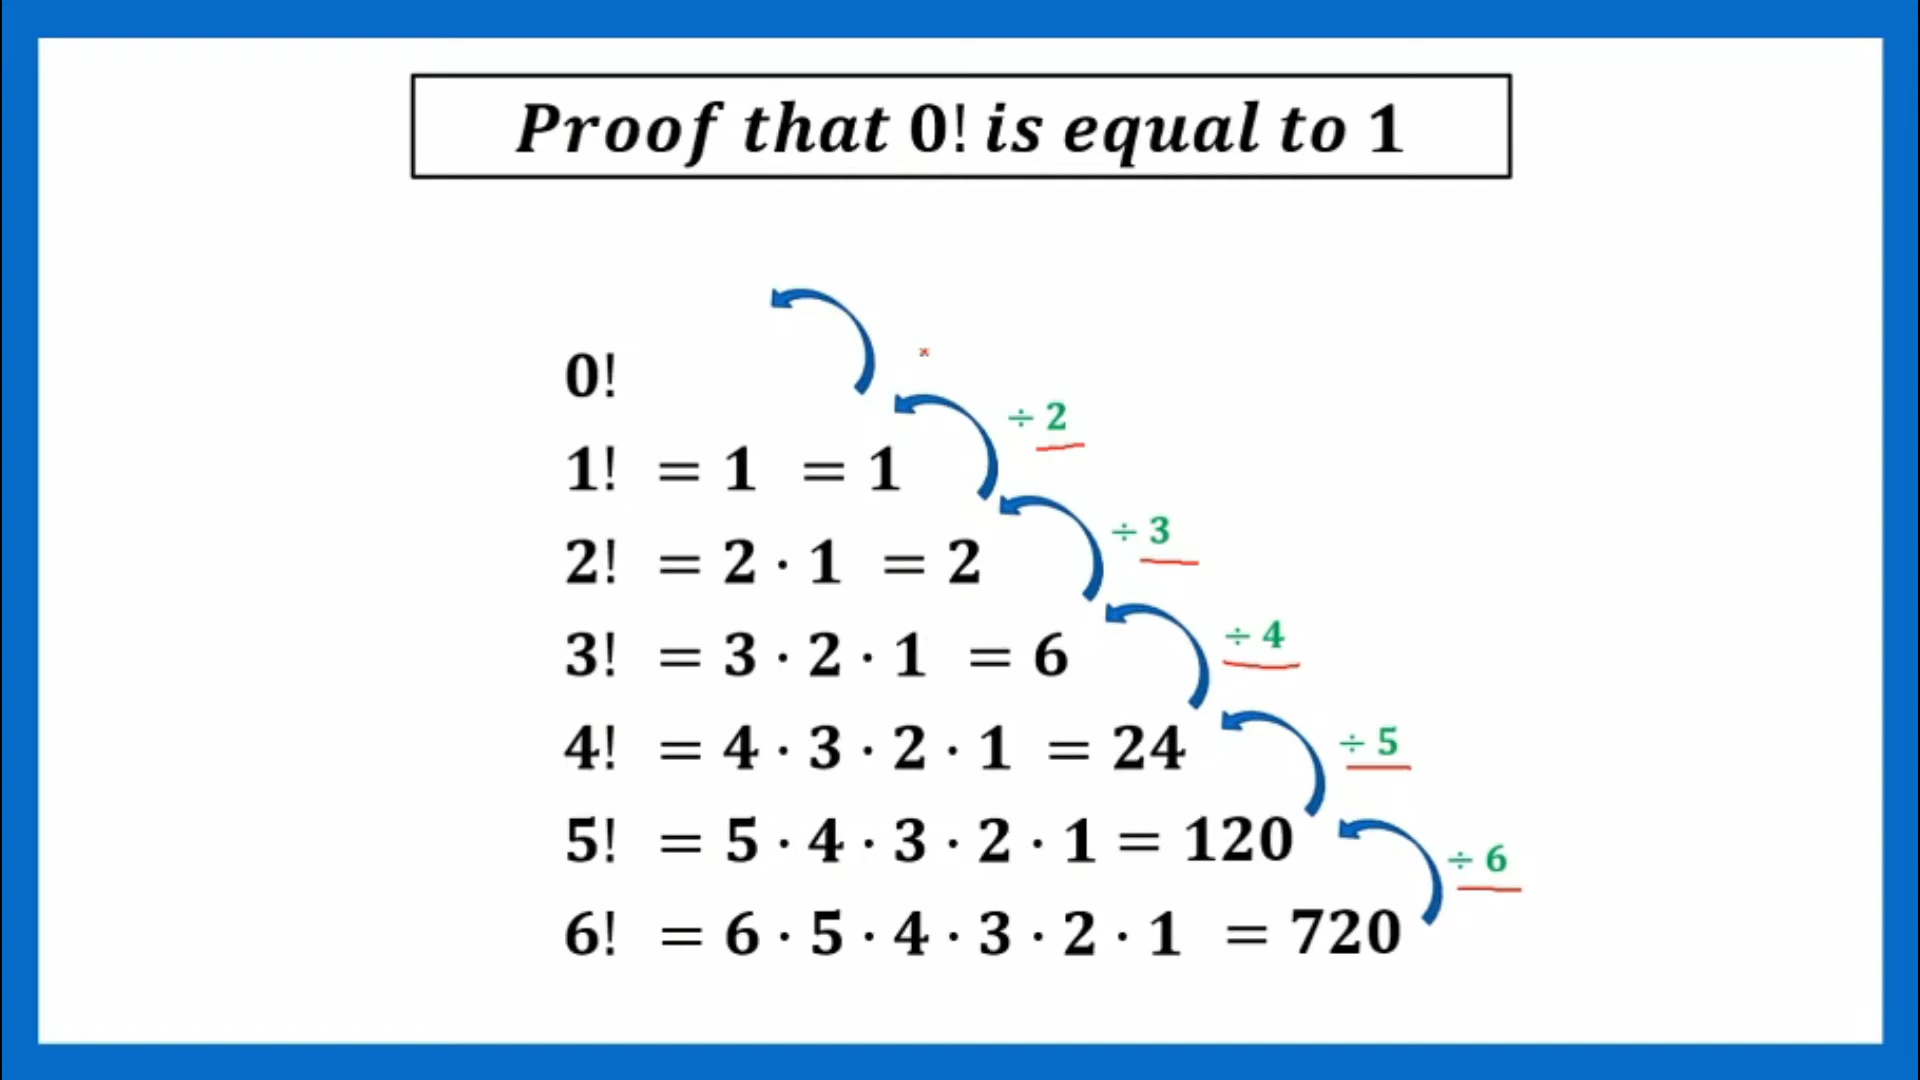 Proof that 0! is equal to 1
0!
÷ 2
1! = 1 = 1
÷ 3
2! = 2 · 1 = 2
÷ 4
3! = 3 · 2 · 1 = 6
÷ 5
4! = 4 · 3 · 2 · 1 = 24
5! = 5 · 4 · 3 · 2 · 1 = 120
÷ 6
6! = 6 · 5 · 4 · 3 · 2 · 1 = 720